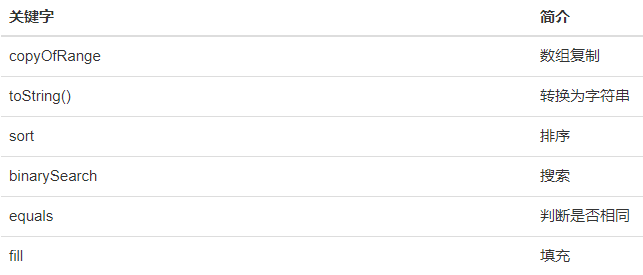 关键字 简介
copyOfRange 数组复制
toString() 转换为字符串
sort 排序
binarySearch 搜索
equals 判断是否相同
fill 填充